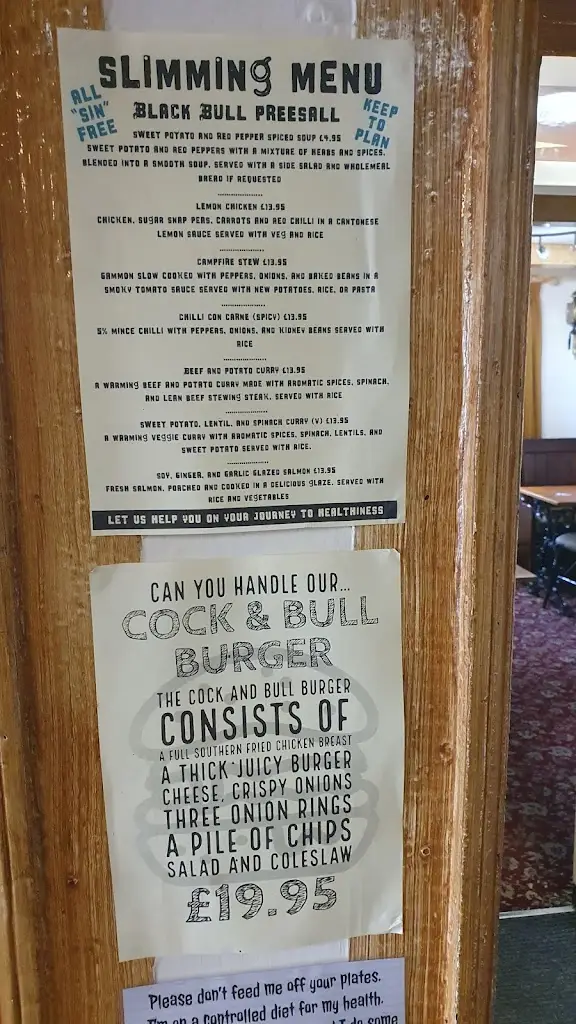 SLIMMING MENU
ALL "SIN" FREE
BLACK BULL PREESALL
KEEP TO PLAN
SWEET POTATO AND RED PEPPER SPICED SOUP £4.95
SWEET POTATO AND RED PEPPERS WITH A MIXTURE OF HERBS AND SPICES,
BLENDED INTO A SMOOTH SOUP. SERVED WITH A SIDE SALAD AND WHOLEMEAL
BREAD IF REQUESTED
LEMON CHICKEN £13.95
CHICKEN, SUGAR SNAP PEAS, CARROTS AND RED CHILLI IN A CANTONESE
LEMON SAUCE SERVED WITH VEG AND RICE
CAMPFIRE STEW £13.95
GAMMON SLOW COOKED WITH PEPPERS, ONIONS, AND BAKED BEANS IN A
SMOKY TOMATO SAUCE SERVED WITH NEW POTATOES, RICE, OR PASTA
CHILLI CON CARNE (SPICY) £13.95
5% MINCE CHILLI WITH PEPPERS, ONIONS, AND KIDNEY BEANS SERVED WITH
RICE
BEEF AND POTATO CURRY £13.95
A WARMING BEEF AND POTATO CURRY MADE WITH AROMATIC SPICES, SPINACH,
AND LEAN BEEF STEWING STEAK, SERVED WITH RICE
SWEET POTATO, LENTIL, AND SPINACH CURRY (V) £13.95
A WARMING VEGGIE CURRY WITH AROMATIC SPICES, SPINACH, LENTILS, AND
SWEET POTATO SERVED WITH RICE.
SOY, GINGER, AND GARLIC GLAZED SALMON £13.95
FRESH SALMON, POACHED AND COOKED IN A DELICIOUS GLAZE. SERVED WITH
RICE AND VEGETABLES
LET US HELP YOU ON YOUR JOURNEY TO HEALTHINESS
CAN YOU HANDLE OUR...
COCK & BULL
BURGER
THE COCK AND BULL BURGER
CONSISTS OF
A FULL SOUTHERN FRIED CHICKEN BREAST
A THICK JUICY BURGER
CHEESE, CRISPY ONIONS
THREE ONION RINGS
A PILE OF CHIPS
SALAD AND COLESLAW
£19.95
Please don't feed me off your plates.
I'm on a controlled diet for my health.
I do some